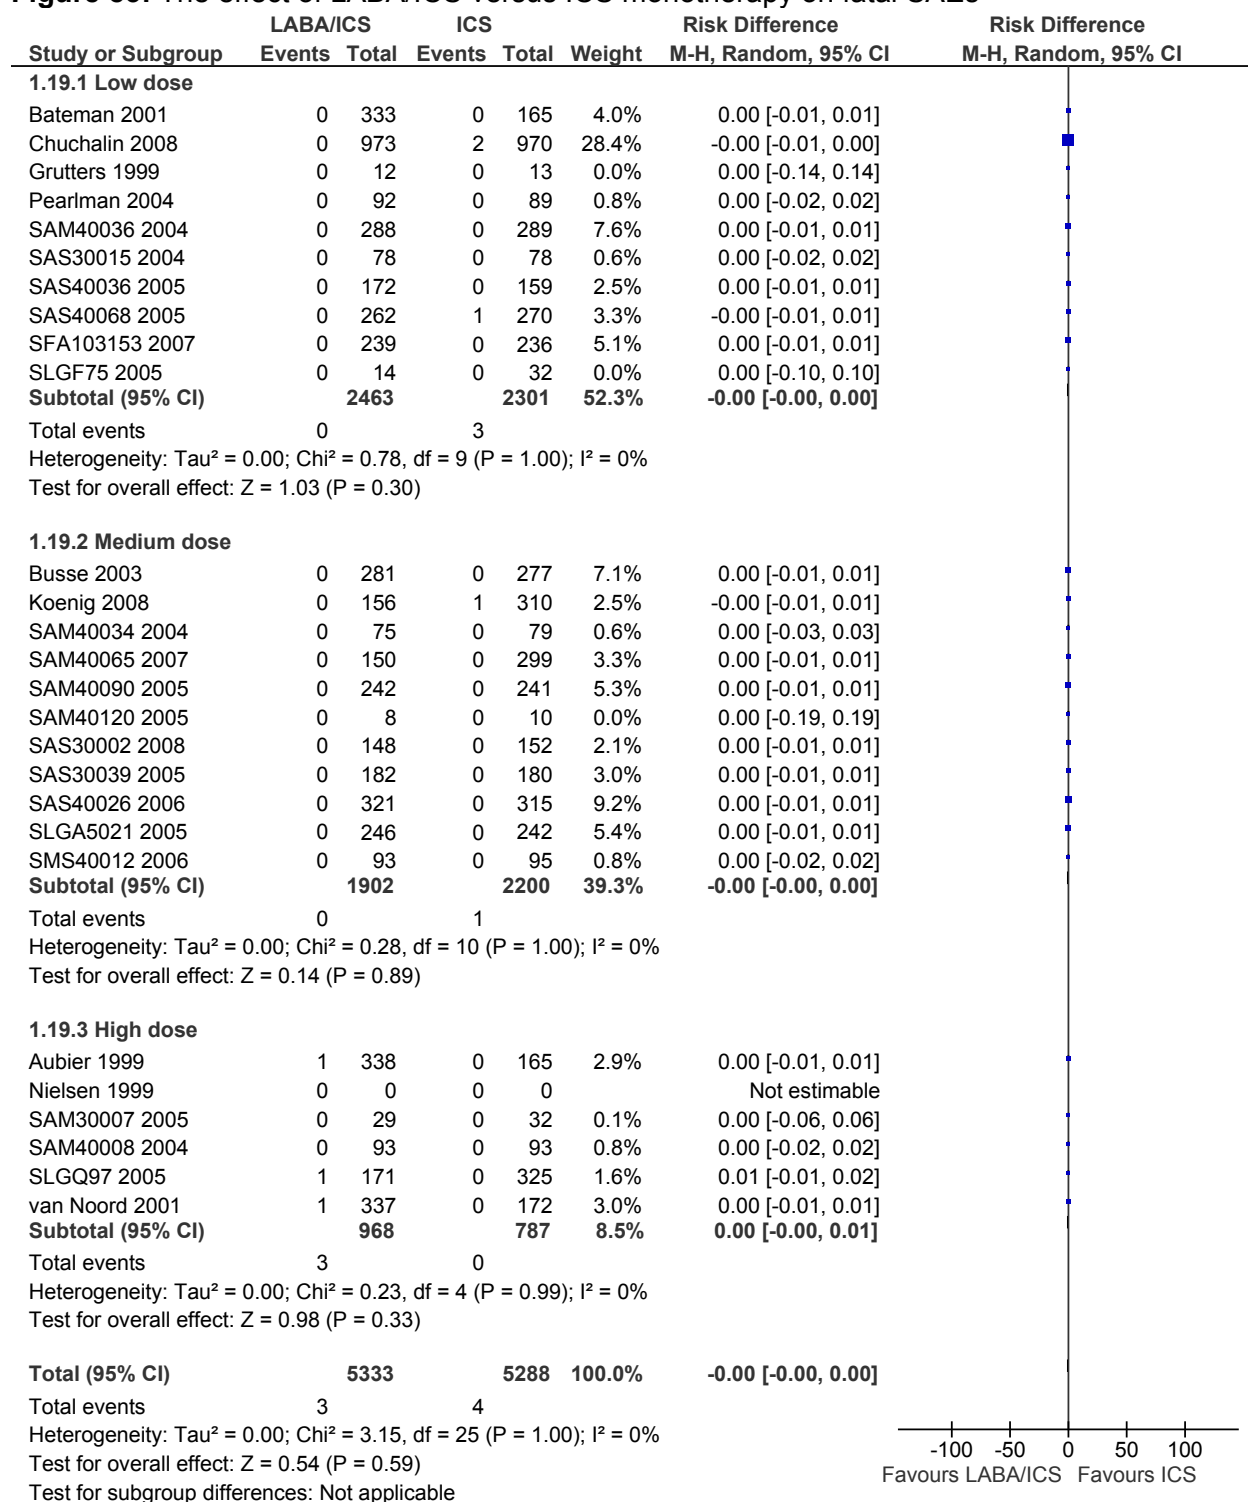 LABA/ICS ICS Risk Difference Risk Difference
Study or Subgroup Events Total Events Total Weight M-H, Random, 95% CI M-H, Random, 95% CI
1.19.1 Low dose
Bateman 2001 0 333 0 165 4.0% 0.00 [-0.01, 0.01]
Chuchalin 2008 0 973 2 970 28.4% -0.00 [-0.01, 0.00]
Grutters 1999 0 12 0 13 0.0% 0.00 [-0.14, 0.14]
Pearlman 2004 0 92 0 89 0.8% 0.00 [-0.02, 0.02]
SAM40036 2004 0 288 0 289 7.6% 0.00 [-0.01, 0.01]
SAS30015 2004 0 78 0 78 0.6% 0.00 [-0.02, 0.02]
SAS40036 2005 0 172 0 159 2.5% 0.00 [-0.01, 0.01]
SAS40068 2005 0 262 1 270 3.3% -0.00 [-0.01, 0.01]
SFA103153 2007 0 239 0 236 5.1% 0.00 [-0.01, 0.01]
SLGF75 2005 0 14 0 32 0.0% 0.00 [-0.10, 0.10]
Subtotal (95% CI) 2463 2301 52.3% -0.00 [-0.00, 0.00]
Total events 0 3
Heterogeneity: Tau² = 0.00; Chi² = 0.78, df = 9 (P = 1.00); I² = 0%
Test for overall effect: Z = 1.03 (P = 0.30)
1.19.2 Medium dose
Busse 2003 0 281 0 277 7.1% 0.00 [-0.01, 0.01]
Koenig 2008 0 156 1 310 2.5% -0.00 [-0.01, 0.01]
SAM40034 2004 0 75 0 79 0.6% 0.00 [-0.03, 0.03]
SAM40065 2007 0 150 0 299 3.3% 0.00 [-0.01, 0.01]
SAM40090 2005 0 242 0 241 5.3% 0.00 [-0.01, 0.01]
SAM40120 2005 0 8 0 10 0.0% 0.00 [-0.19, 0.19]
SAS30002 2008 0 148 0 152 2.1% 0.00 [-0.01, 0.01]
SAS30039 2005 0 182 0 180 3.0% 0.00 [-0.01, 0.01]
SAS40026 2006 0 321 0 315 9.2% 0.00 [-0.01, 0.01]
SLGA5021 2005 0 246 0 242 5.4% 0.00 [-0.01, 0.01]
SMS40012 2006 0 93 0 95 0.8% 0.00 [-0.02, 0.02]
Subtotal (95% CI) 1902 2200 39.3% -0.00 [-0.00, 0.00]
Total events 0 1
Heterogeneity: Tau² = 0.00; Chi² = 0.28, df = 10 (P = 1.00); I² = 0%
Test for overall effect: Z = 0.14 (P = 0.89)
1.19.3 High dose
Aubier 1999 1 338 0 165 2.9% 0.00 [-0.01, 0.01]
Nielsen 1999 0 0 0 0 Not estimable
SAM30007 2005 0 29 0 32 0.1% 0.00 [-0.06, 0.06]
SAM40008 2004 0 93 0 93 0.8% 0.00 [-0.02, 0.02]
SLGQ97 2005 1 171 0 325 1.6% 0.01 [-0.01, 0.02]
van Noord 2001 1 337 0 172 3.0% 0.00 [-0.01, 0.01]
Subtotal (95% CI) 968 787 8.5% 0.00 [-0.00, 0.01]
Total events 3 0
Heterogeneity: Tau² = 0.00; Chi² = 0.23, df = 4 (P = 0.99); I² = 0%
Test for overall effect: Z = 0.98 (P = 0.33)
Total (95% CI) 5333 5288 100.0% -0.00 [-0.00, 0.00]
Total events 3 4
Heterogeneity: Tau² = 0.00; Chi² = 3.15, df = 25 (P = 1.00); I² = 0%
Test for overall effect: Z = 0.54 (P = 0.59)
Test for subgroup differences: Not applicable
-100 -50 0 50 100
Favours LABA/ICS Favours ICS